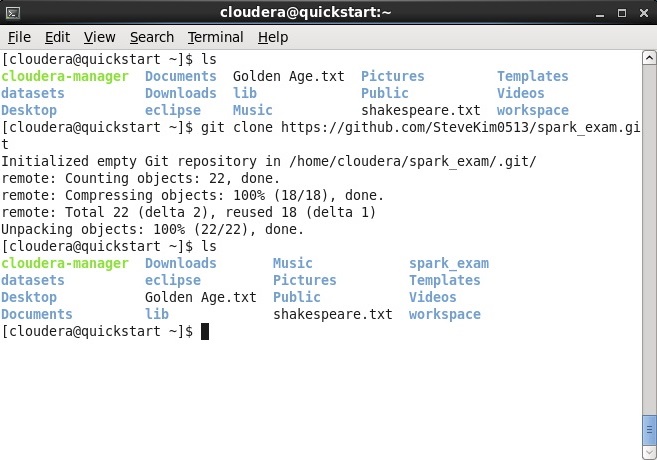 cloudera@quickstart:~
File Edit View Search Terminal Help
[cloudera@quickstart ~]$ ls
cloudera-manager Documents Golden Age.txt Pictures Templates
datasets Downloads lib Public Videos
Desktop eclipse Music shakespeare.txt workspace
[cloudera@quickstart ~]$ git clone https://github.com/SteveKim0513/spark_exam.gi
t
Initialized empty Git repository in /home/cloudera/spark_exam/.git/
remote: Counting objects: 22, done.
remote: Compressing objects: 100% (18/18), done.
remote: Total 22 (delta 2), reused 18 (delta 1)
Unpacking objects: 100% (22/22), done.
[cloudera@quickstart ~]$ ls
cloudera-manager Downloads Music spark_exam
datasets eclipse Pictures Templates
Desktop Golden Age.txt Public Videos
Documents lib shakespeare.txt workspace
[cloudera@quickstart ~]$